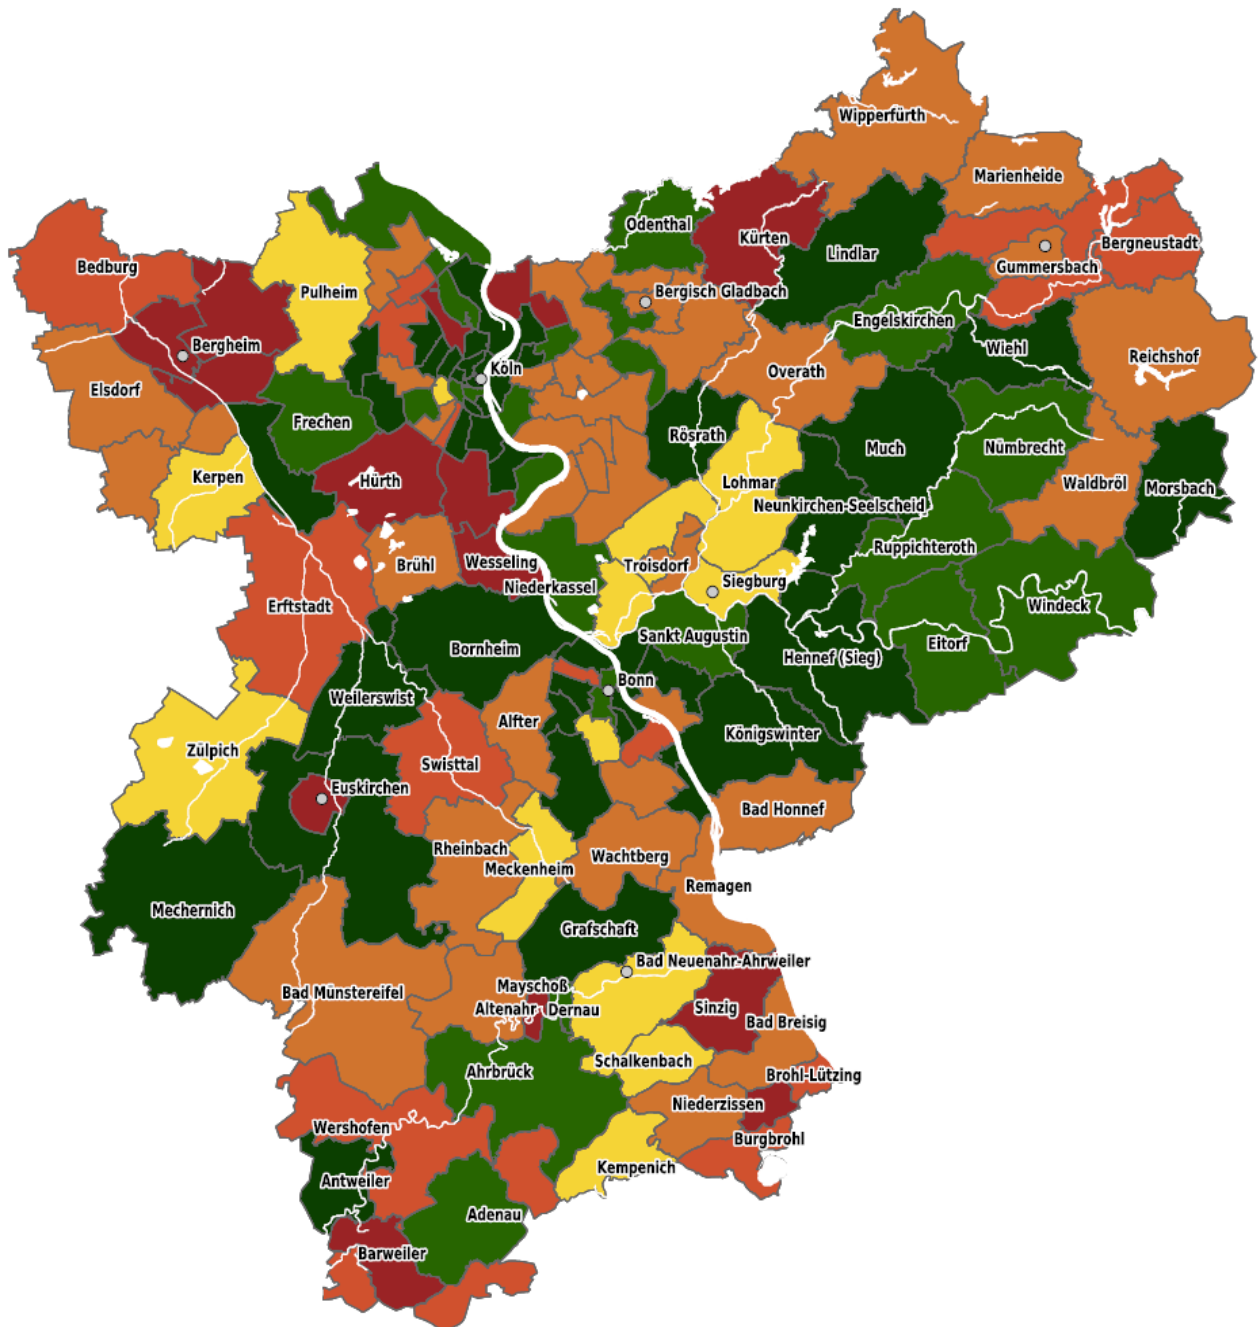 Wipperfürth
Marienheide
Odenthal
Kürten
Bergneustadt
Lindlar
Bedburg
Gummersbach
Pulheim
Bergisch Gladbach
Engelskirchen
Bergheim
Wiehl
Reichshof
Köln
Overath
Elsdorf
Frechen
Rösrath
Much
Nümbrecht
Kerpen
Hürth
Lohmar
Waldbröl
Morsbach
Neunkirchen-Seelscheid
Ruppichteroth
Brühl
Wesseling
Troisdorf
Niederkassel
Siegburg
Erftstadt
Windeck
Sankt Augustin
Bornheim
Hennef (Sieg)
Eitorf
Bonn
Weilerswist
Alfter
Königswinter
Zülpich
Swisttal
Euskirchen
Bad Honnef
Rheinbach
Wachtberg
Meckenheim
Remagen
Mechernich
Grafschaft
Bad Neuenahr-Ahrweiler
Mayschoß
Bad Münstereifel
Altenahr
Dernau
Sinzig
Bad Breisig
Schalkenbach
Ahrbrück
Brohl-Lützing
Niederzissen
Wershofen
Burgbrohl
Kempenich
Antweiler
Adenau
Barweiler